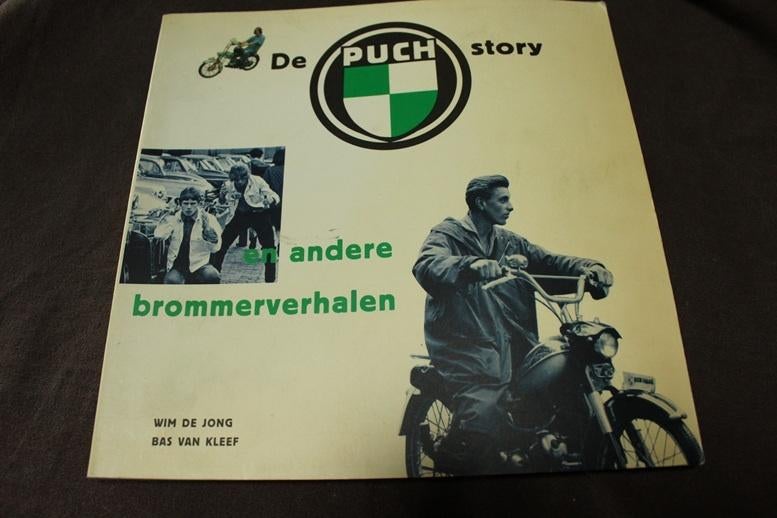 De PUCH story
en andere
brommerverhalen
WIM DE JONG
BAS VAN KLEEF